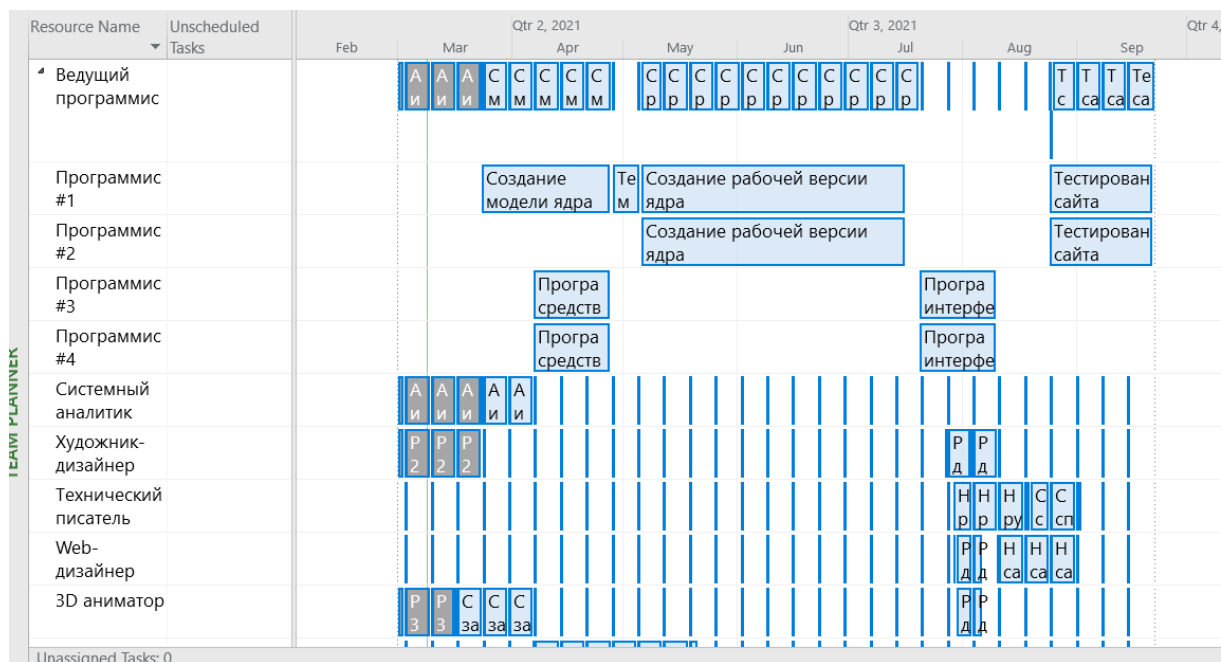 Resource Name Unscheduled Tasks
Qtr 2, 2021 Qtr 3, 2021 Qtr 4,
Feb Mar Apr May Jun Jul Aug Sep
TEAM PLANNER
Ведущий
программис
А А А С С С С С С С С С С С С С С С С Т Т Т Те
и и и м м м м м р р р р р р р р р р р с са са са
Программис
#1
Создание Те Создание рабочей версии Тестирован
модели ядра м ядра сайта
Программис
#2
Создание рабочей версии Тестирован
ядра сайта
Программис
#3
Програ Програ
средств интерфе
Программис
#4
Програ Програ
средств интерфе
Системный
аналитик
А А А А А
и и и и и
Художник-
дизайнер
Р Р Р Р Р
2 2 2 д д
Технический
писатель
Н Н Н С С
р р ру с сп
Web-
дизайнер
Р Р Н Н Н
д д са са са
3D аниматор
Р Р С С С Р Р
3 3 за за за д д
Unassigned Tasks: 0